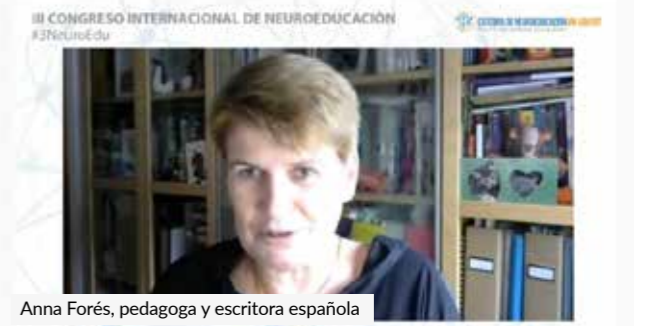 III CONGRESO INTERNACIONAL DE NEUROEDUCACIÓN
#3NeuroEdu
Anna Forés, pedagoga y escritora española